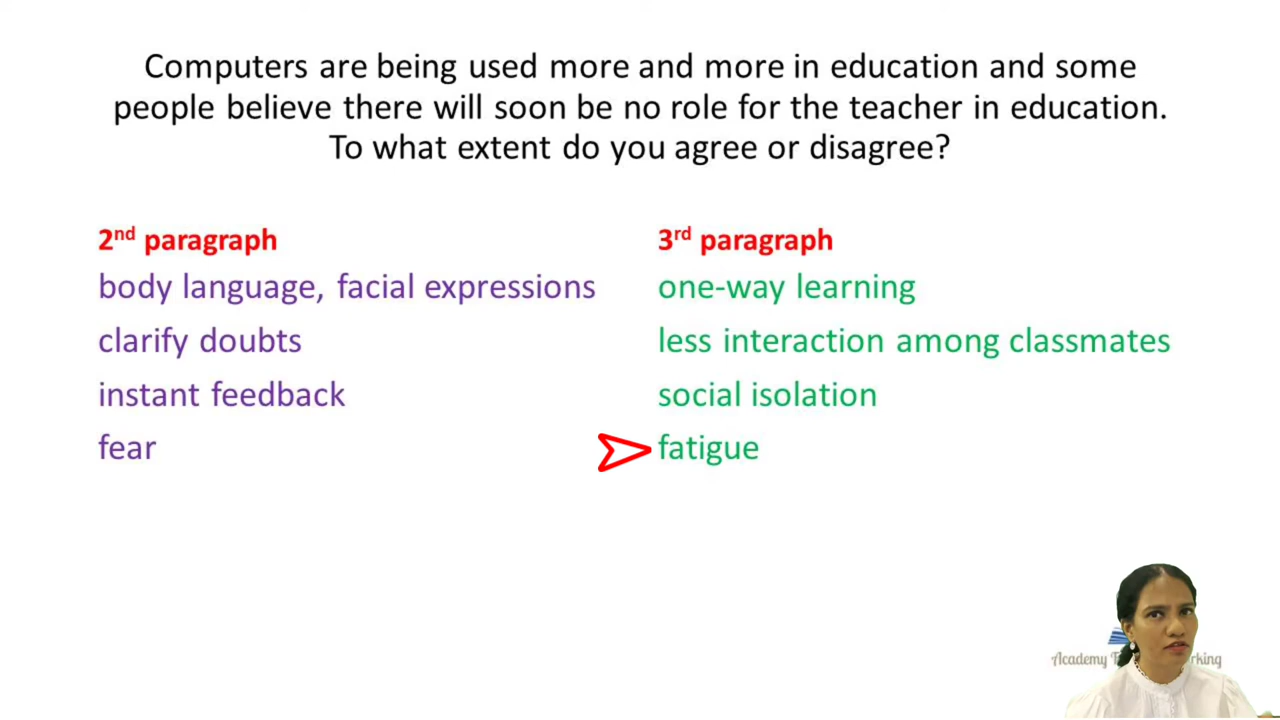 Computers are being used more and more in education and some
people believe there will soon be no role for the teacher in education.
To what extent do you agree or disagree?
2nd paragraph
body language, facial expressions
clarify doubts
instant feedback
fear
3rd paragraph
one-way learning
less interaction among classmates
social isolation
fatigue
Academy